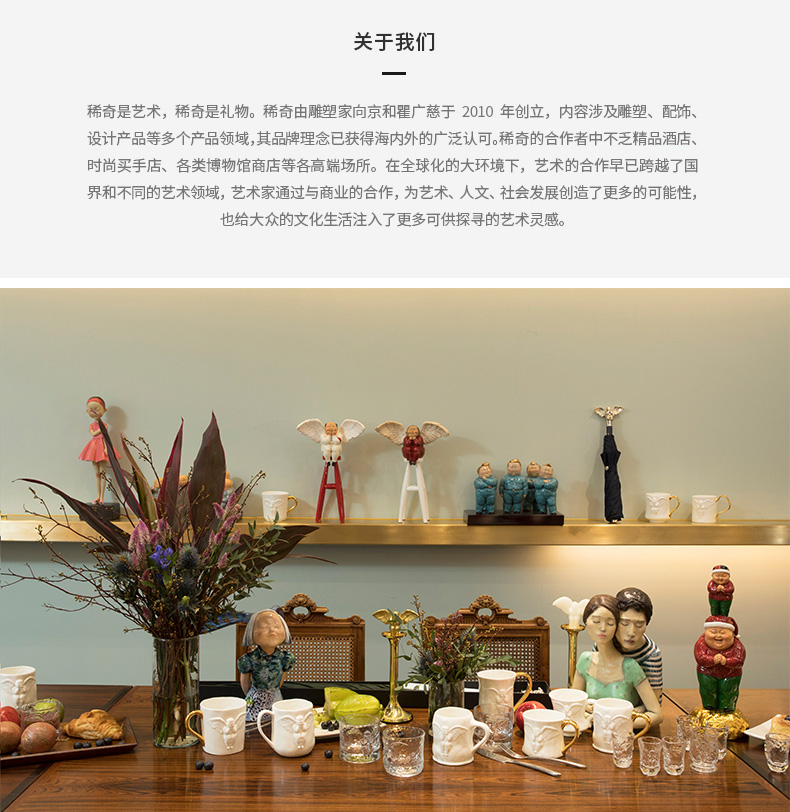 关于我们
稀奇是艺术，稀奇是礼物。稀奇由雕塑家向京和瞿广慈于 2010 年创立，内容涉及雕塑、配饰、
设计产品等多个产品领域，其品牌理念已获得海内外的广泛认可。稀奇的合作者中不乏精品酒店、
时尚买手店、各类博物馆商店等各高端场所。在全球化的大环境下，艺术的合作早已跨越了国
界和不同的艺术领域，艺术家通过与商业的合作，为艺术、人文、社会发展创造了更多的可能性，
也给大众的文化生活注入了更多可供探寻的艺术灵感。